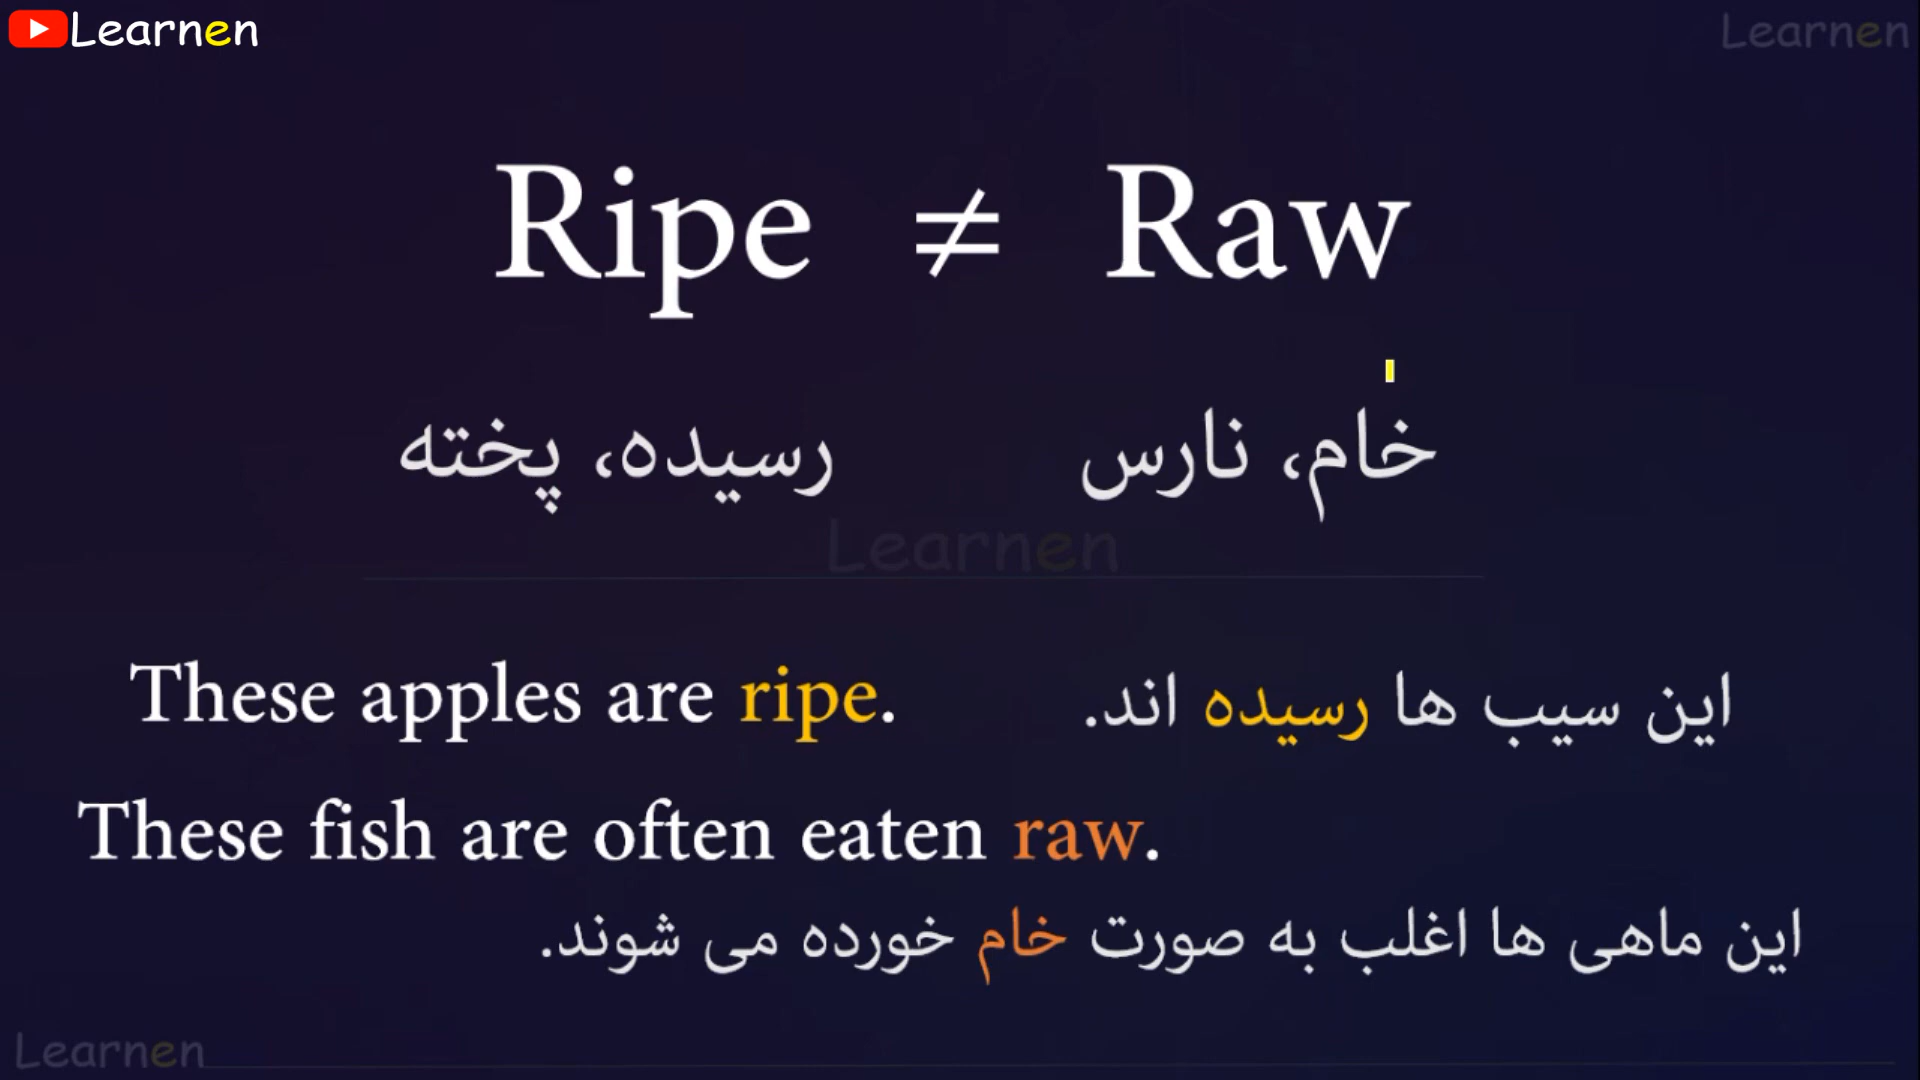 Learnen
Learnen
Ripe ≠ Raw
رسیده، پخته
خام، نارس
Learnen
These apples are ripe.
این سیب ها رسیده اند.
These fish are often eaten raw.
این ماهی ها اغلب به صورت خام خورده می شوند.
Learnen